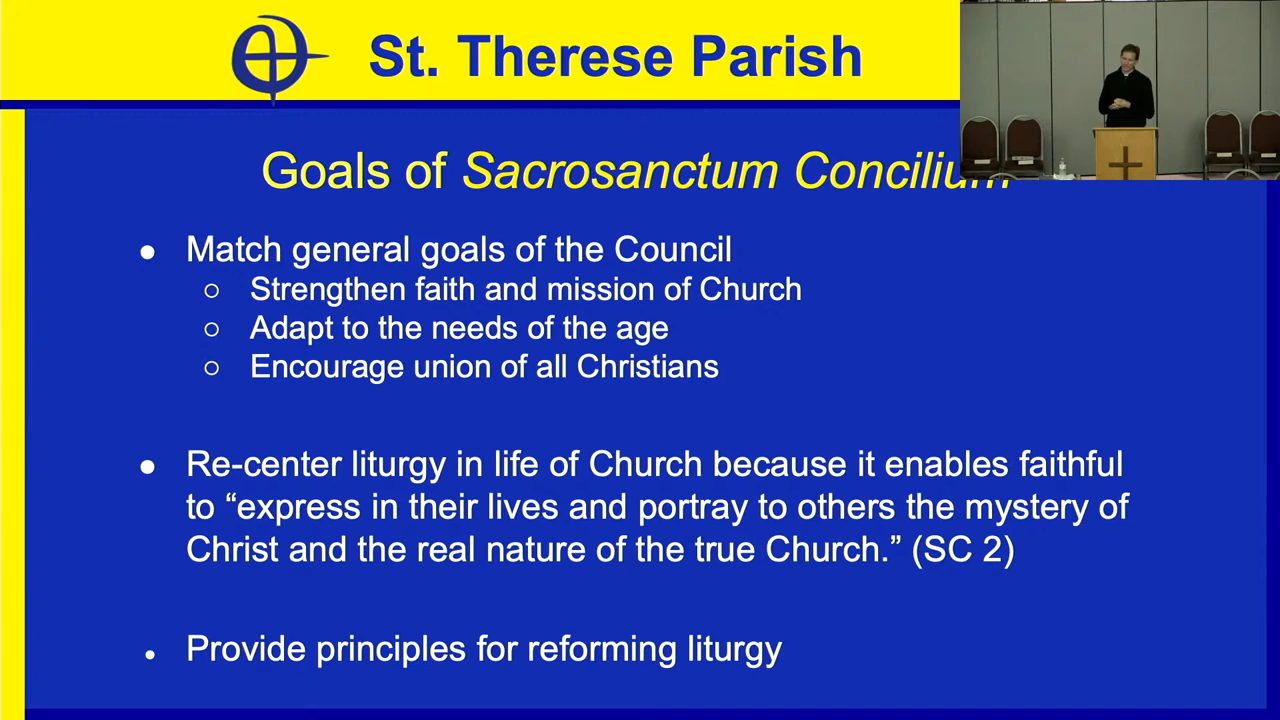 St. Therese Parish
Goals of Sacrosanctum Concilium
● Match general goals of the Council
○ Strengthen faith and mission of Church
○ Adapt to the needs of the age
○ Encourage union of all Christians
● Re-center liturgy in life of Church because it enables faithful
to “express in their lives and portray to others the mystery of
Christ and the real nature of the true Church.” (SC 2)
● Provide principles for reforming liturgy